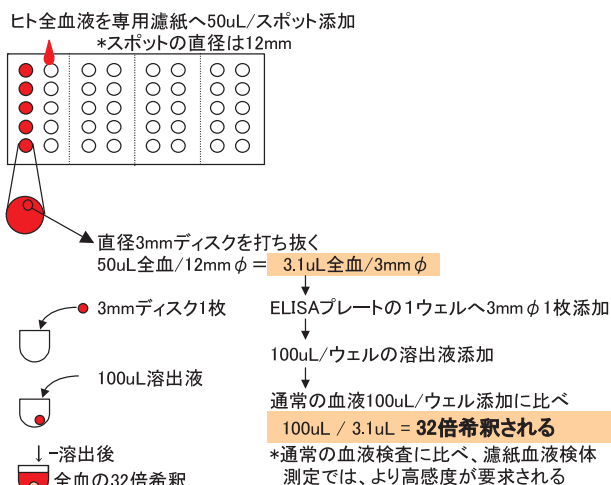 ヒト全血液を専用濾紙へ50uL/スポット添加
*スポットの直径は12mm
直径3mmディスクを打ち抜く
50uL全血/12mmφ＝ 3.1uL全血/3mmφ
3mmディスク1枚
ELISAプレートの1ウェルへ3mmφ1枚添加
100uL/ウェルの溶出液添加
100uL溶出液
通常の血液100uL/ウェル添加に比べ
100uL / 3.1uL = 32倍希釈される
↓-溶出後
*通常の血液検査に比べ、濾紙血液検体
測定では、より高感度が要求される
全血の32倍希釈